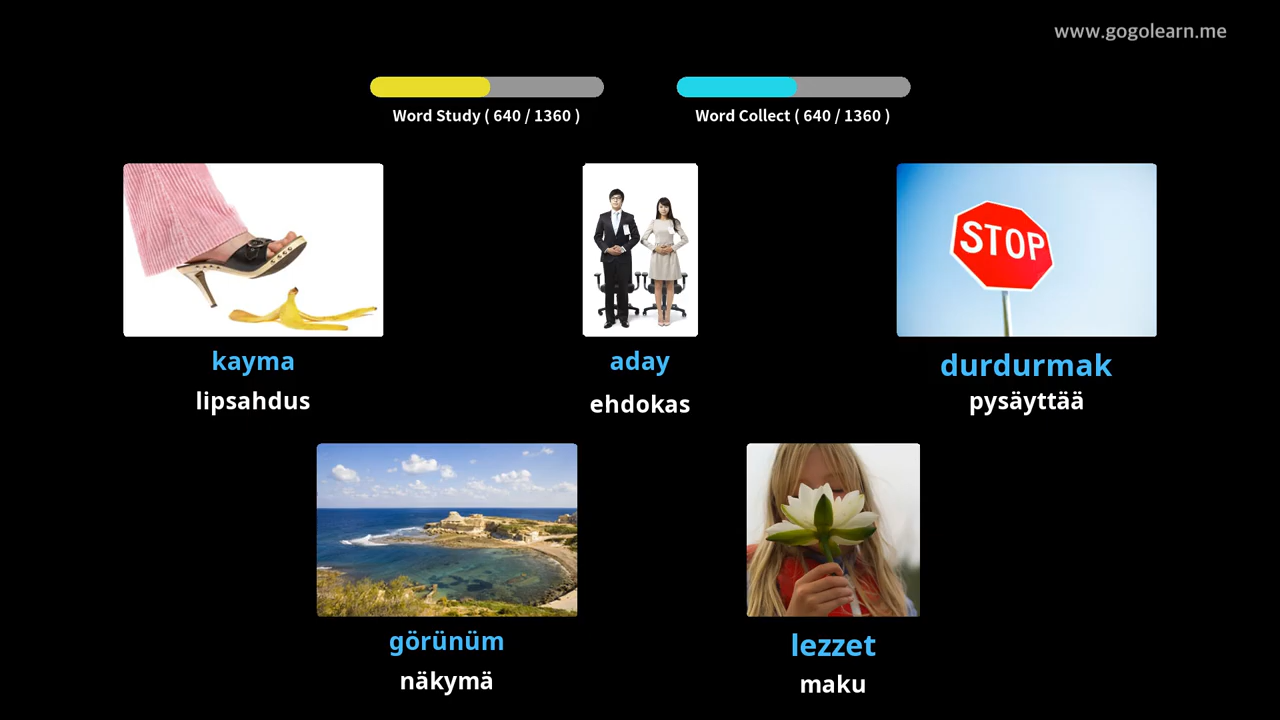 www.gogolearn.me
Word Study ( 640 / 1360 )
Word Collect ( 640 / 1360 )
STOP
kayma
aday
durdurmak
lipsahdus
ehdokas
pysäyttää
görünüm
lezzet
näkymä
maku